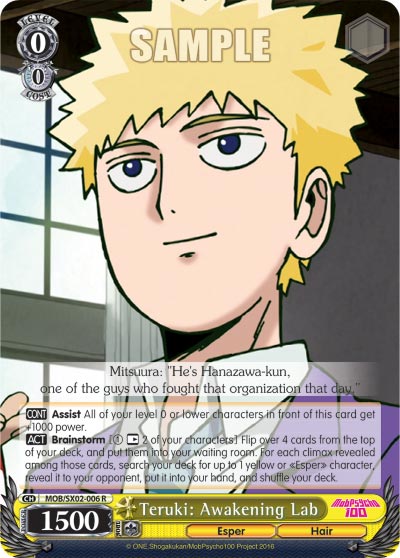 LEVEL
0
0
COST
SAMPLE
Mitsuura: "He's Hanazawa-kun,
one of the guys who fought that organization that day."
CONT Assist All of your level 0 or lower characters in front of this card get
+1000 power.
ACT Brainstorm [① 2 of your characters] Flip over 4 cards from the top
of your deck, and put them into your waiting room. For each climax revealed
among those cards, search your deck for up to 1 yellow or «Esper» character,
reveal it to your opponent, put it into your hand, and shuffle your deck.
MOB/SX02-006 R
POWER
1500
Teruki: Awakening Lab
MobPsycho
100
Esper
Hair
© ONE,Shogakukan/MobPsycho100 Project 2016